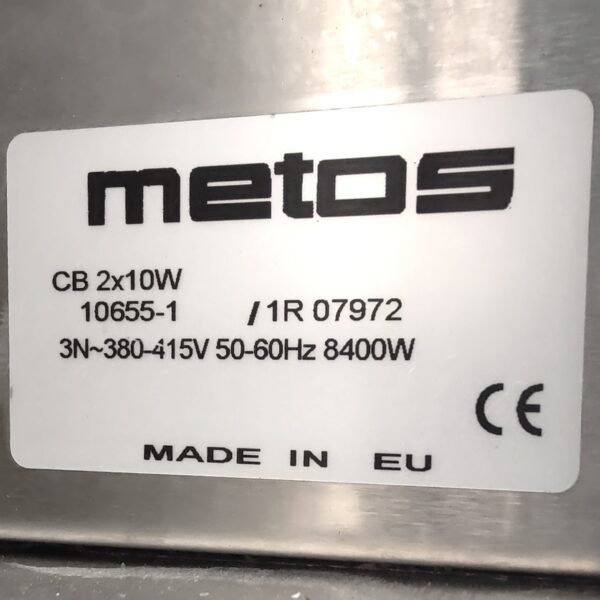 metos
CB 2x10W
10655-1 /1R 07972
3N~380-415V 50-60Hz 8400W
CE
MADE IN EU